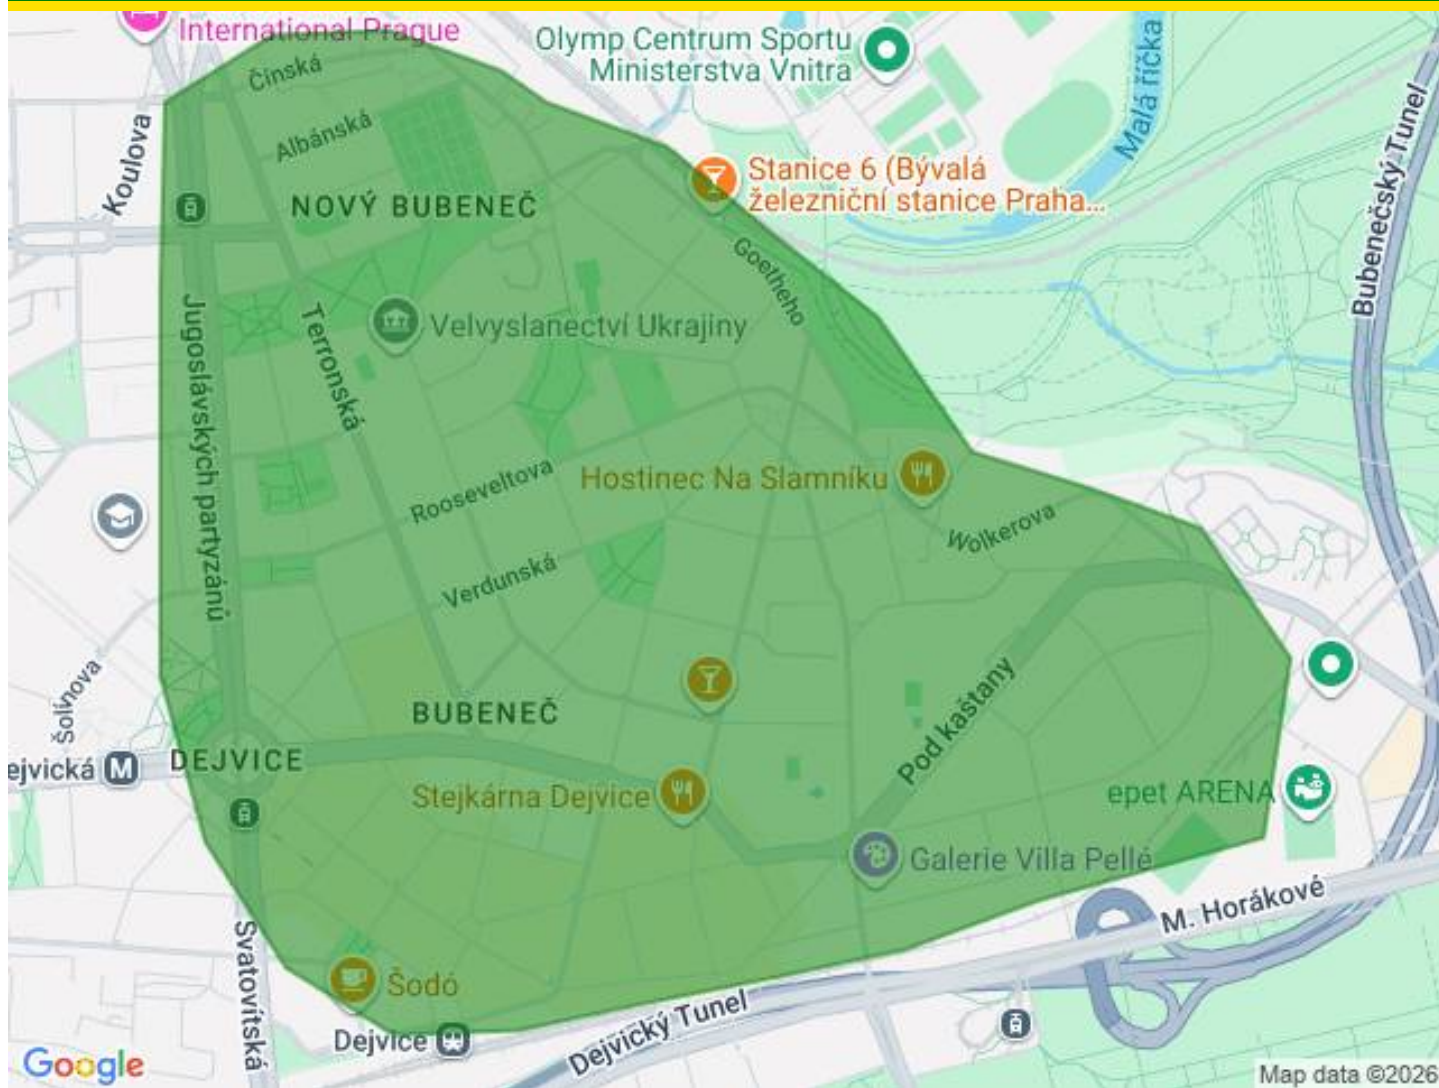 International Prague
Olymp Centrum Sportu
Ministerstva Vnitra
Čínská
Malá říčka
Koulova
Albánská
Bubenečský Tunel
Stanice 6 (Bývalá
železniční stanice Praha...
NOVÝ BUBENEČ
Goetheho
Jugoslávských partyzánů
Terronská
Velvyslanectví Ukrajiny
Rooseveltova
Hostinec Na Slamníku
Wolkerova
Verdunská
Šolínova
BUBENEČ
Pod kaštany
ejvická M
DEJVICE
Stejkárna Dejvice
epet ARENA
Galerie Villa Pellé
M. Horákové
Svatovítská
Šodó
Dejvice
Dejvický Tunel
Google
Map data ©2026